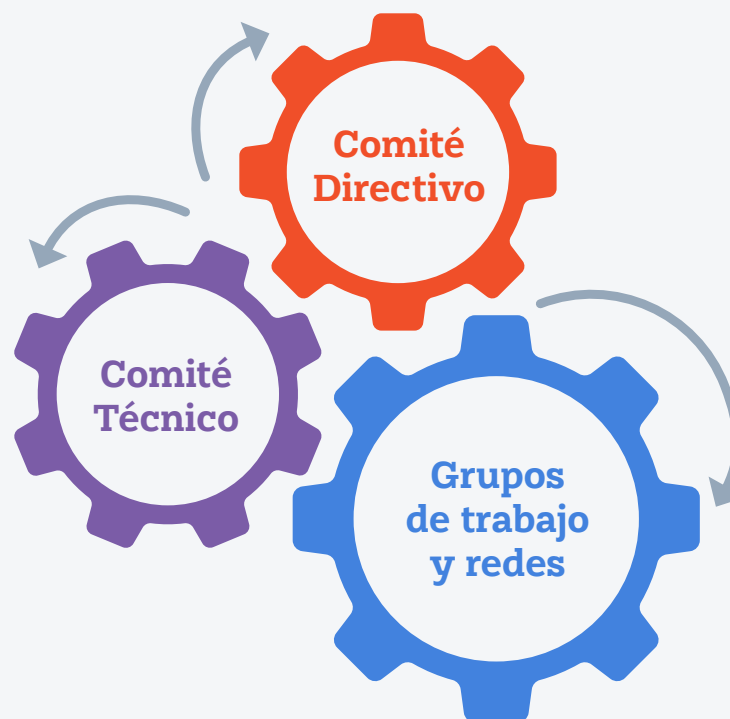 Comité
Directivo
Comité
Técnico
Grupos
de trabajo
y redes